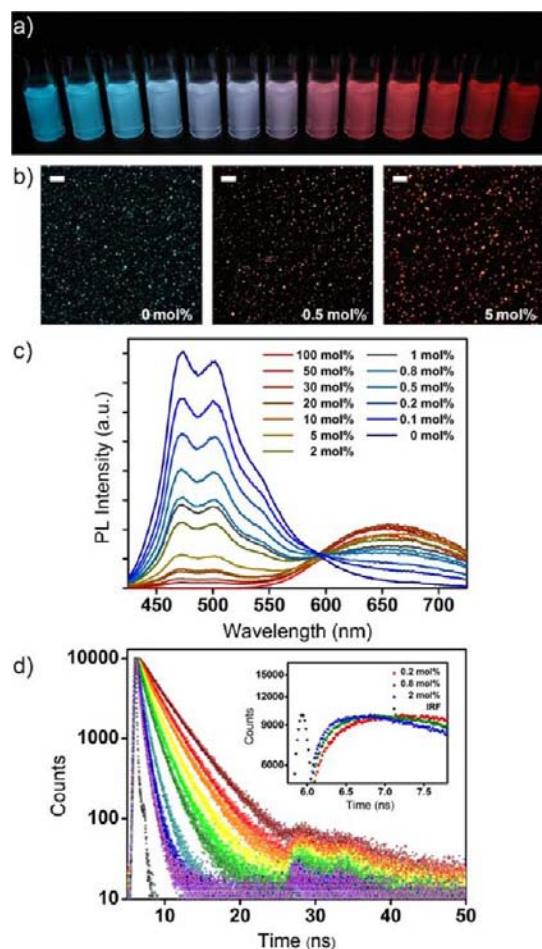 a)
b)
0 mol%
0.5 mol%
5 mol%
c)
PL Intensity (a.u.)
100 mol%
50 mol%
30 mol%
20 mol%
10 mol%
5 mol%
2 mol%
1 mol%
0.8 mol%
0.5 mol%
0.2 mol%
0.1 mol%
0 mol%
450 500 550 600 650 700
Wavelength (nm)
d)
Counts
10000
1000
100
10
10 20 30 40 50
Time (ns)
Counts
15000
12000
9000
6000
0.2 mol%
0.8 mol%
2 mol%
IRF
6.0 6.5 7.0 7.5
Time (ns)